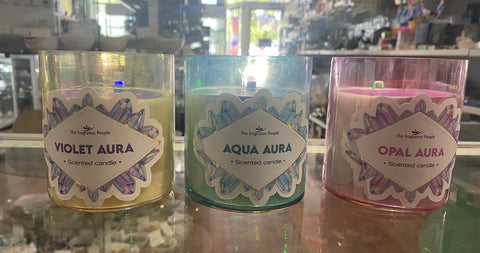 The Fragrance People
VIOLET AURA
• Scented candle •
The Fragrance People
AQUA AURA
• Scented candle •
The Fragrance People
OPAL AURA
• Scented candle •